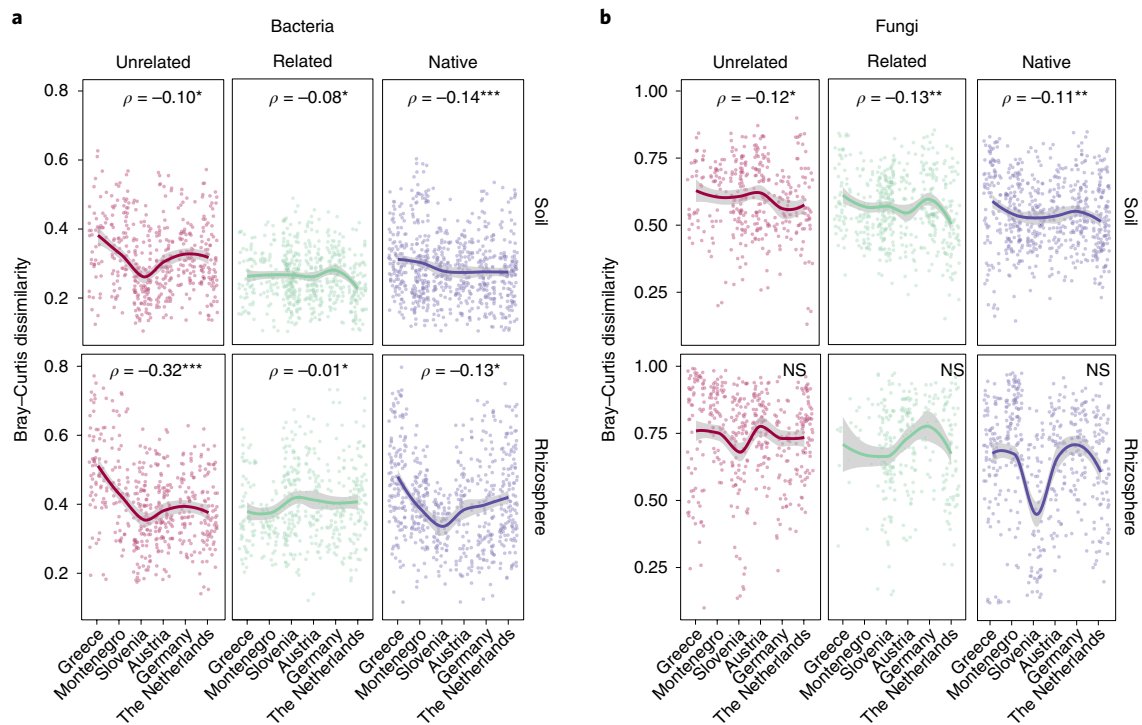 a
Bacteria
Unrelated
Related
Native
Bray–Curtis dissimilarity
0.8
0.6
0.4
0.2
ρ = –0.10*
ρ = –0.08*
ρ = –0.14***
Soil
0.8
0.6
0.4
0.2
ρ = –0.32***
ρ = –0.01*
ρ = –0.13*
Rhizosphere
Greece
Montenegro
Slovenia
Austria
Germany
The Netherlands
Greece
Montenegro
Slovenia
Austria
Germany
The Netherlands
Greece
Montenegro
Slovenia
Austria
Germany
The Netherlands
b
Fungi
Unrelated
Related
Native
Bray–Curtis dissimilarity
1.00
0.75
0.50
0.25
ρ = –0.12*
ρ = –0.13**
ρ = –0.11**
Soil
1.00
0.75
0.50
0.25
NS
NS
NS
Rhizosphere
Greece
Montenegro
Slovenia
Austria
Germany
The Netherlands
Greece
Montenegro
Slovenia
Austria
Germany
The Netherlands
Greece
Montenegro
Slovenia
Austria
Germany
The Netherlands